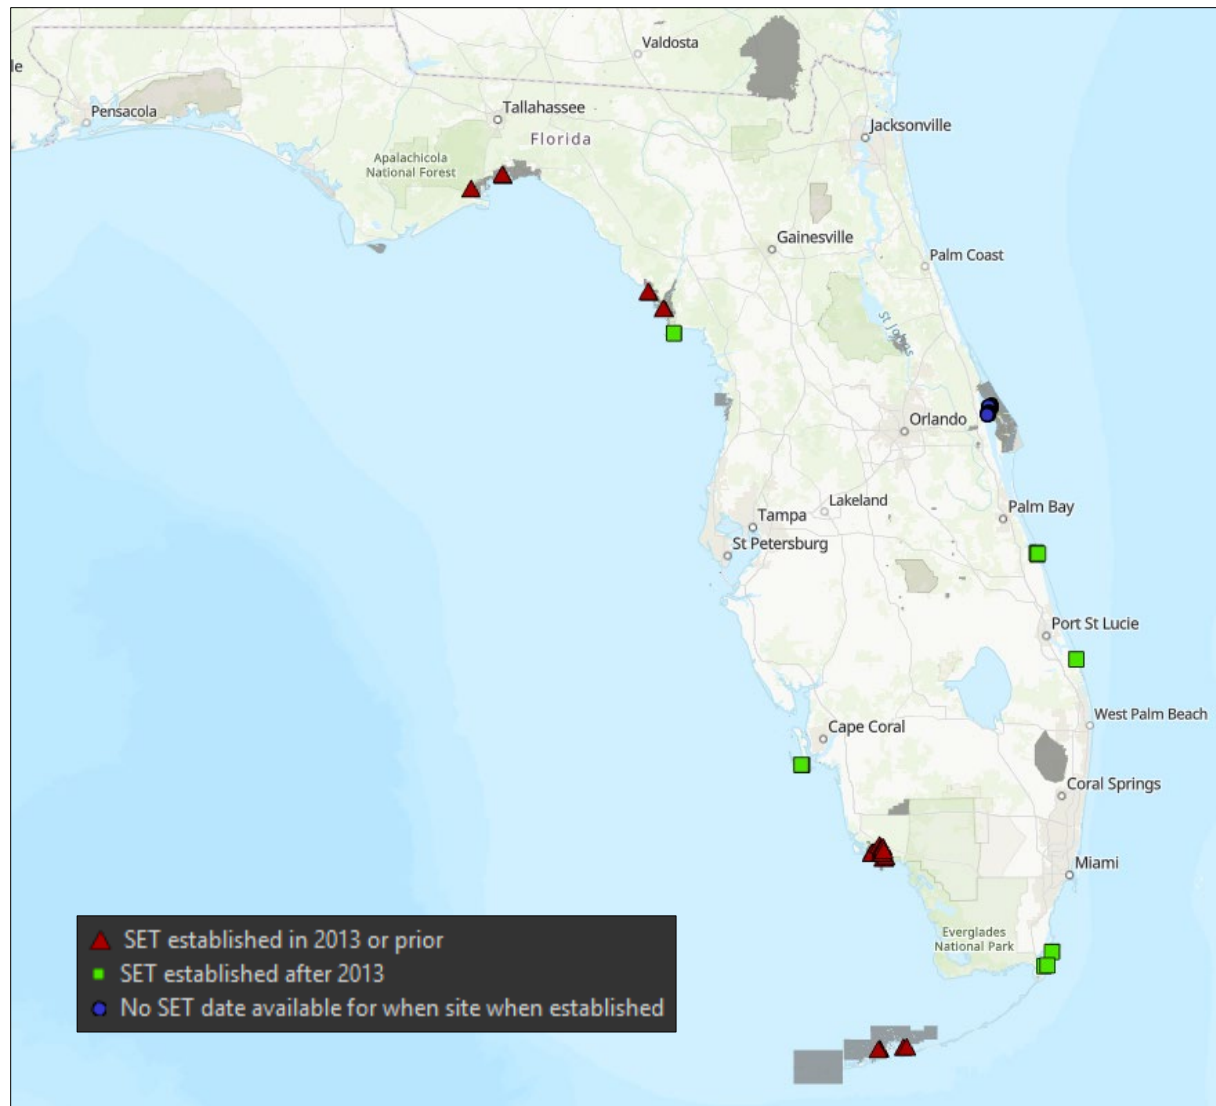 Valdosta
le
Pensacola
Tallahassee
Florida
Jacksonville
Apalachicola
National Forest
Gainesville
Palm Coast
St Johns
Orlando
Lakeland
Palm Bay
Tampa
St Petersburg
Port St Lucie
West Palm Beach
Cape Coral
Coral Springs
Miami
Everglades
National Park
SET established in 2013 or prior
SET established after 2013
No SET date available for when site when established